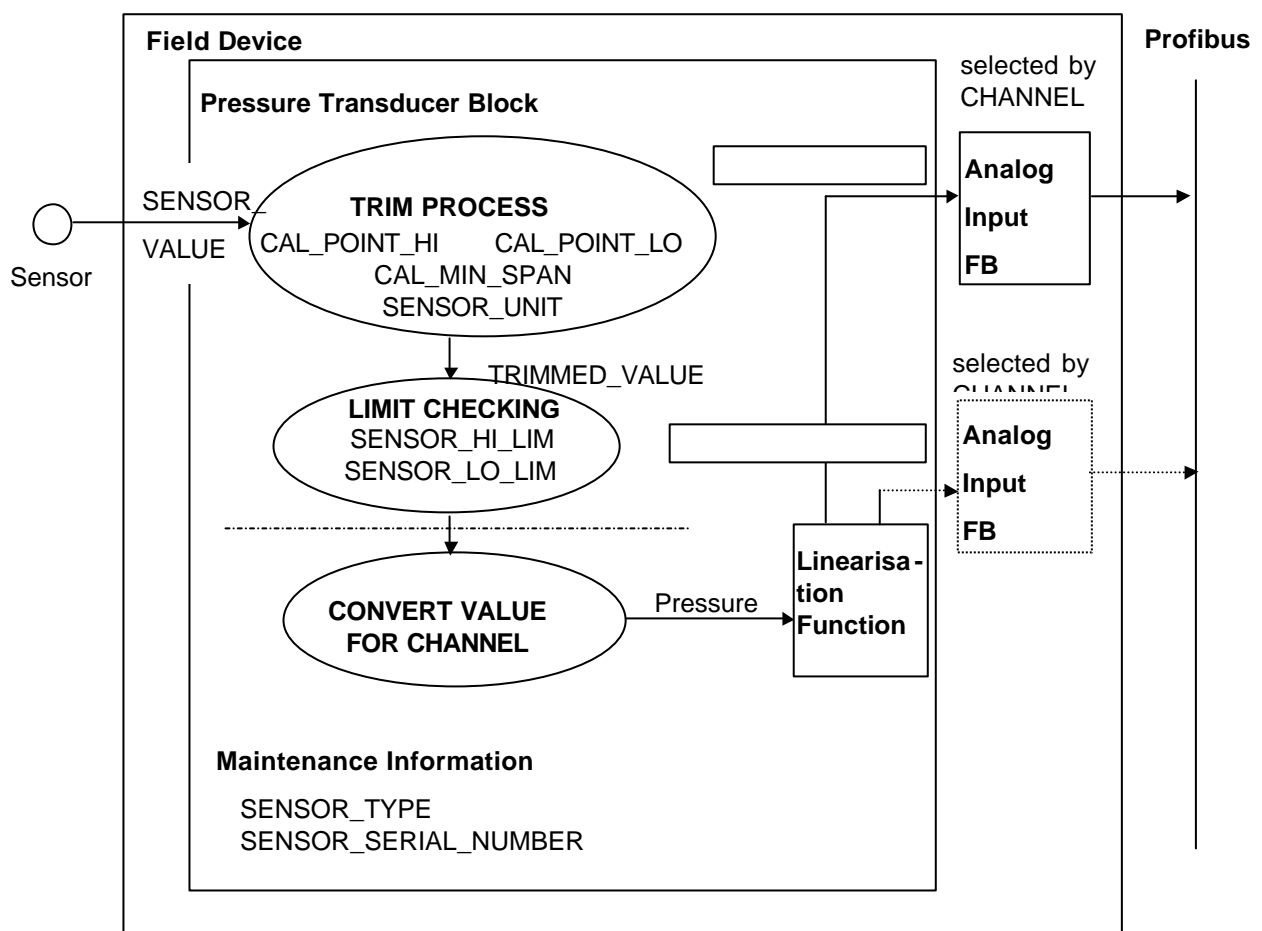 Field Device
Profibus
selected by
CHANNEL
Pressure Transducer Block
Analog
Input
FB
SENSOR_
VALUE
Sensor
TRIM PROCESS
CAL_POINT_HI CAL_POINT_LO
CAL_MIN_SPAN
SENSOR_UNIT
TRIMMED_VALUE
selected by
CHANNEL
LIMIT CHECKING
SENSOR_HI_LIM
SENSOR_LO_LIM
Analog
Input
FB
CONVERT VALUE
FOR CHANNEL
Pressure
Linearisa-
tion
Function
Maintenance Information
SENSOR_TYPE
SENSOR_SERIAL_NUMBER